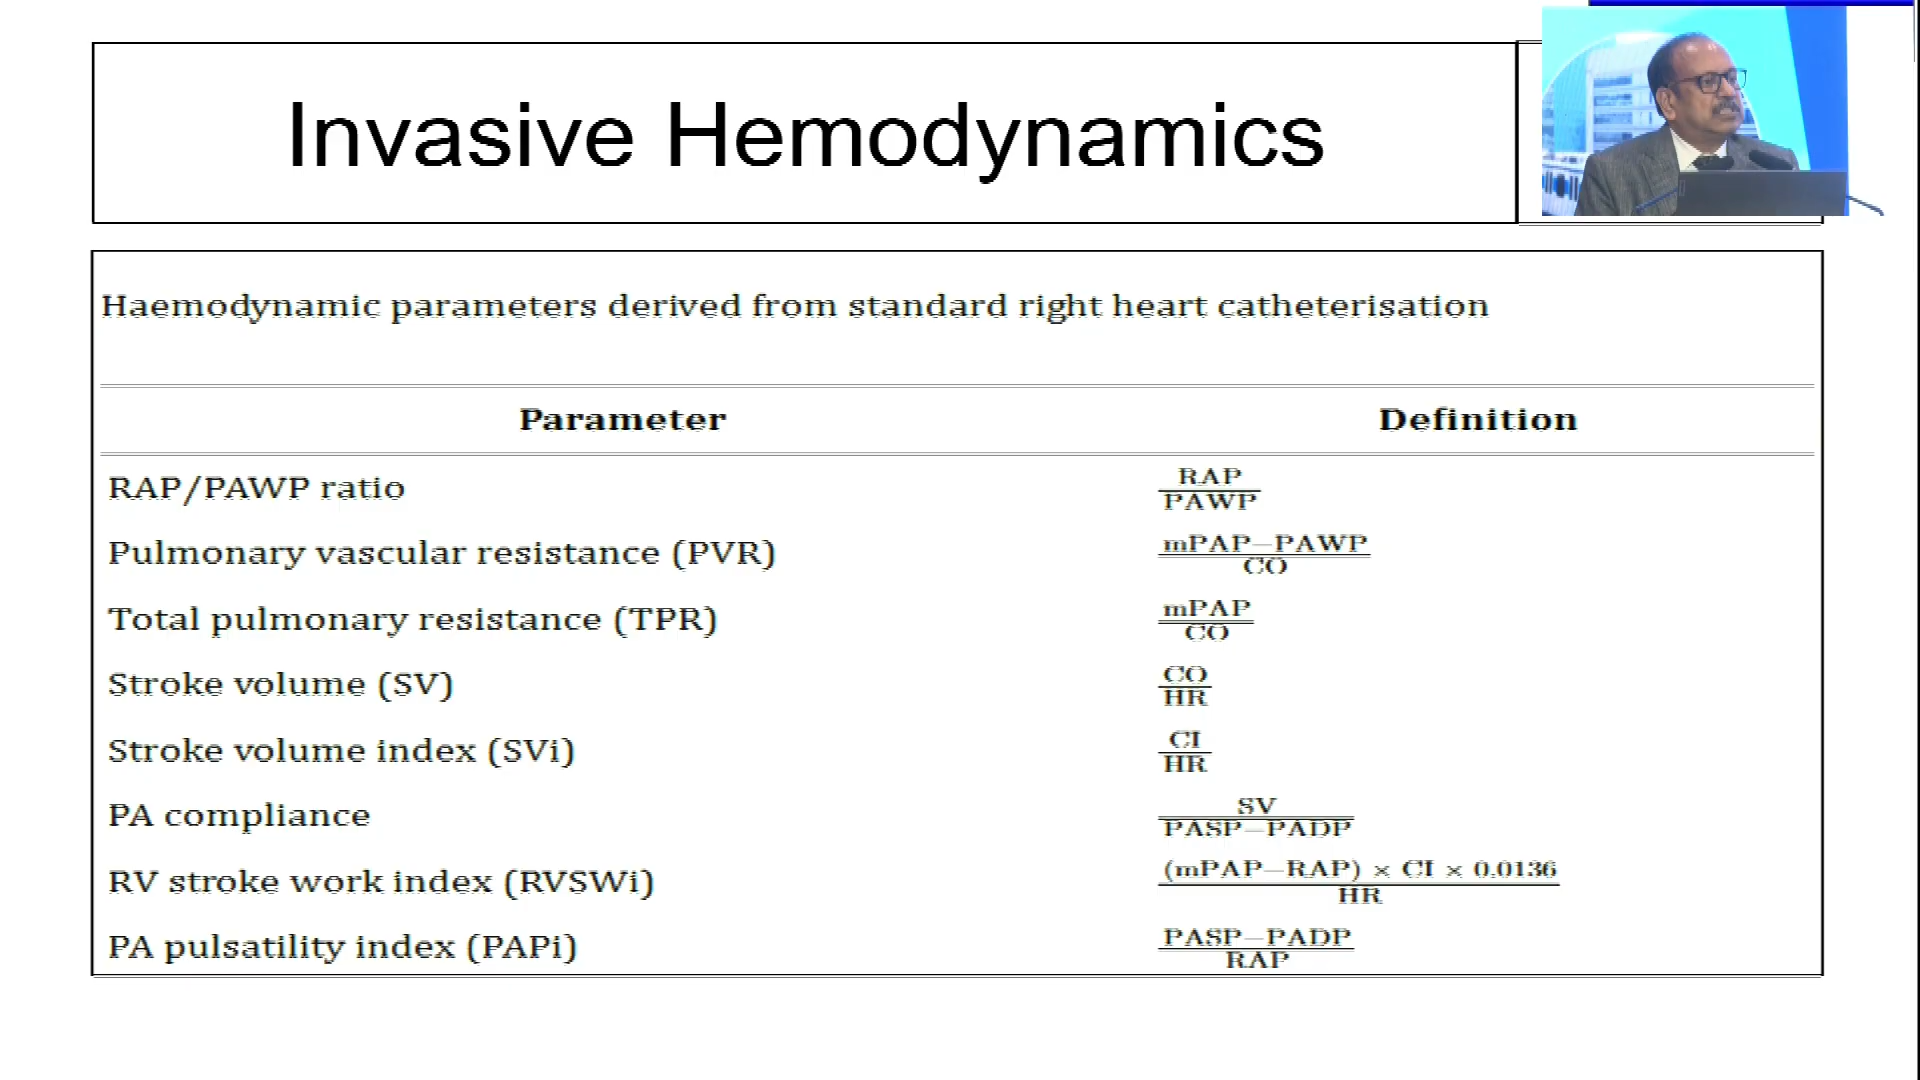 Invasive Hemodynamics
Haemodynamic parameters derived from standard right heart catheterisation
Parameter Definition
RAP/PAWP ratio RAP
PAWP
Pulmonary vascular resistance (PVR) mPAP−PAWP
CO
Total pulmonary resistance (TPR) mPAP
CO
Stroke volume (SV) CO
HR
Stroke volume index (SVi) CI
HR
PA compliance SV
PASP−PADP
RV stroke work index (RVSWi) (mPAP−RAP) × CI × 0.0136
HR
PA pulsatility index (PAPi) PASP−PADP
RAP